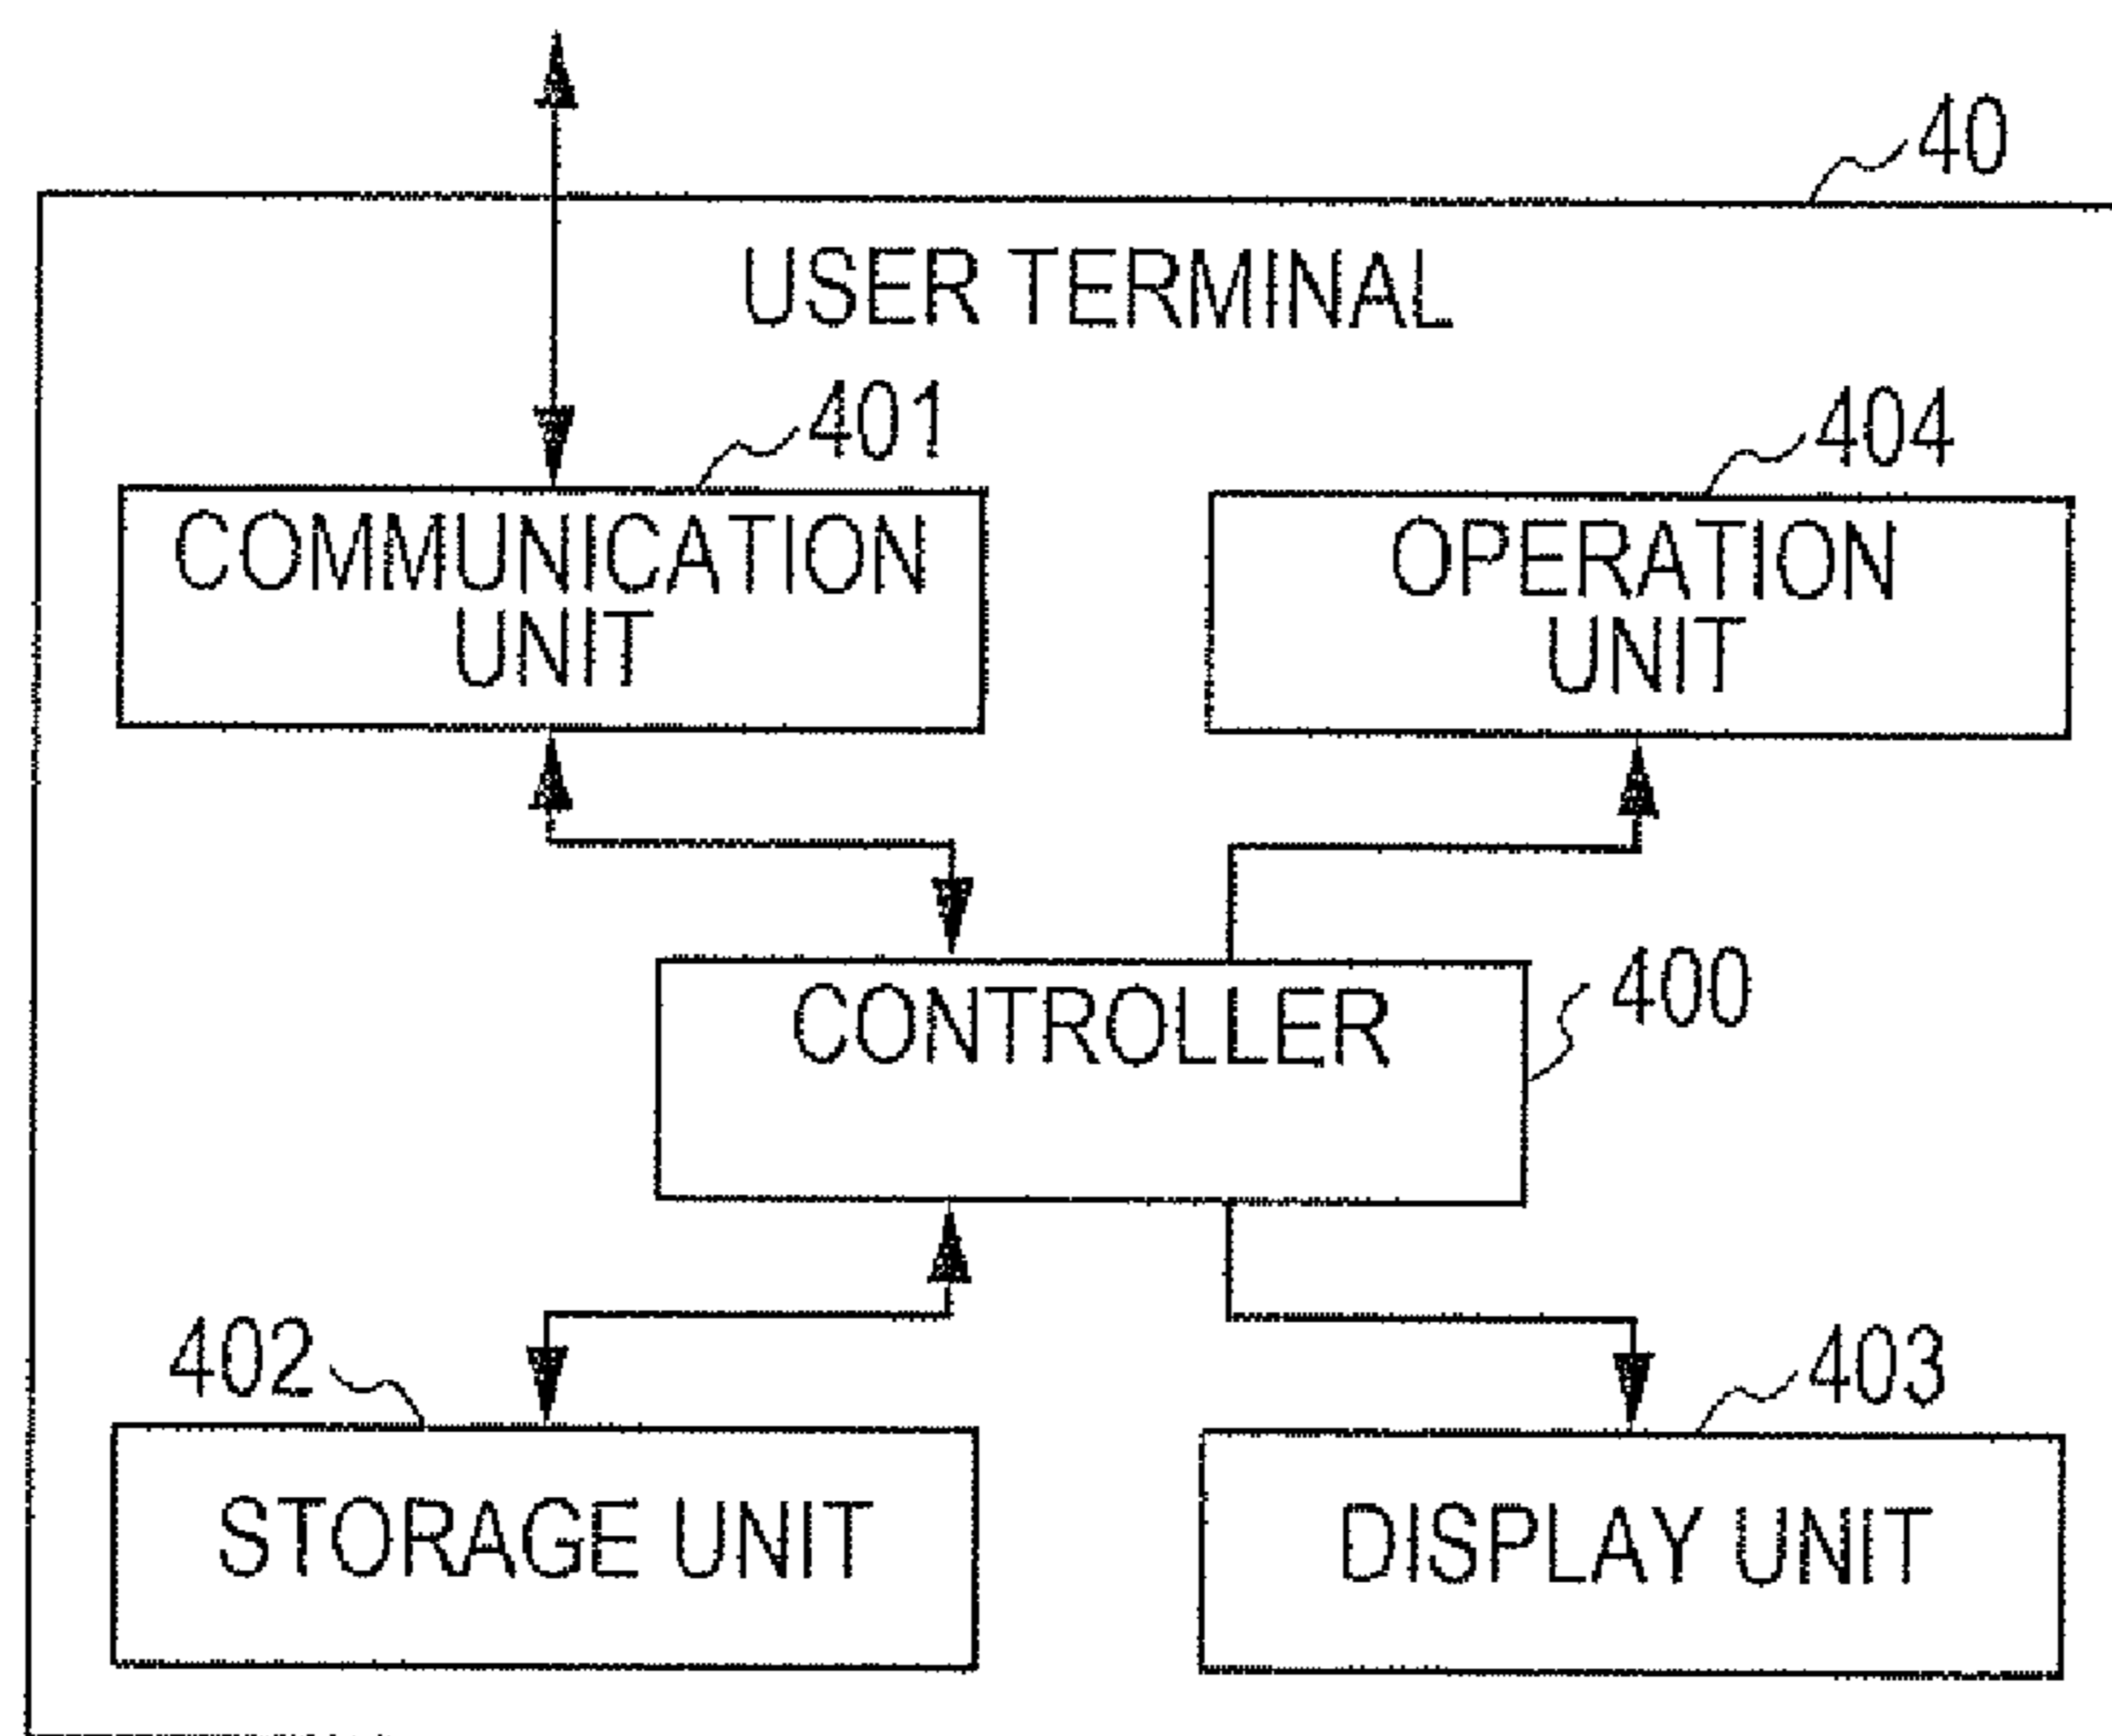 40
USER TERMINAL
401
404
COMMUNICATION
UNIT
OPERATION
UNIT
CONTROLLER
400
402
403
STORAGE UNIT
DISPLAY UNIT